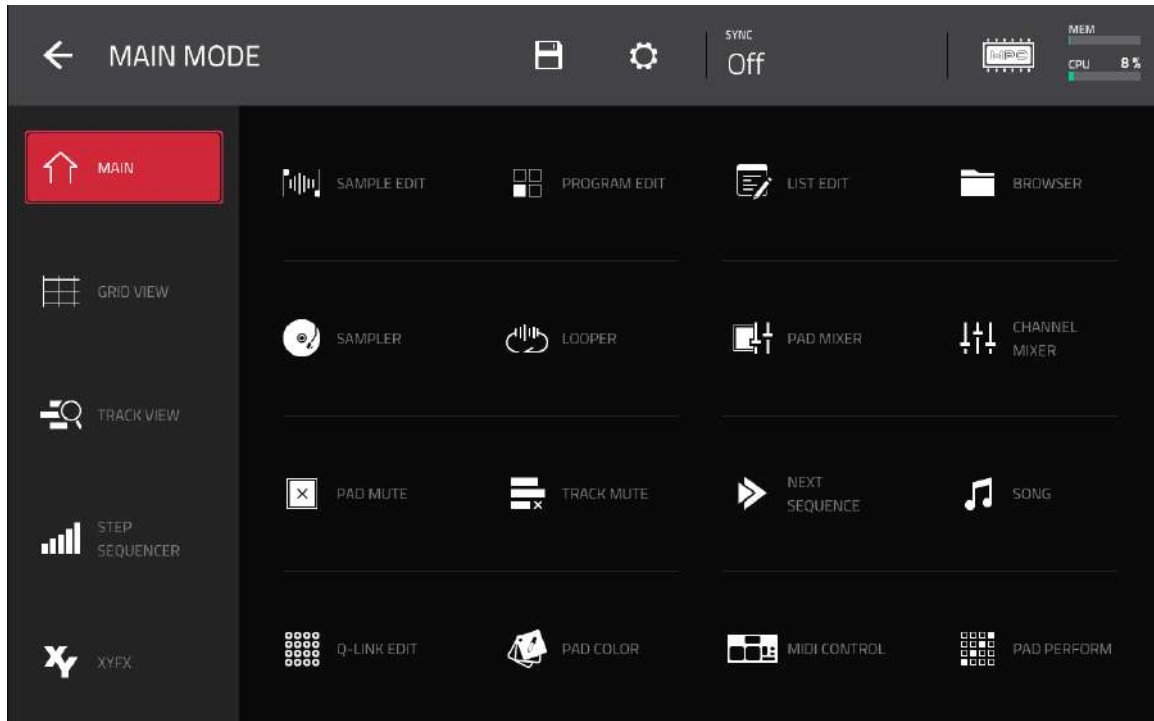 MAIN MODE
SYNC
Off
MPC
MEM
CPU 8 %
MAIN
SAMPLE EDIT
PROGRAM EDIT
LIST EDIT
BROWSER
GRID VIEW
SAMPLER
LOOPER
PAD MIXER
CHANNEL
MIXER
TRACK VIEW
PAD MUTE
TRACK MUTE
NEXT
SEQUENCE
SONG
STEP
SEQUENCER
XYFX
Q-LINK EDIT
PAD COLOR
MIDI CONTROL
PAD PERFORM